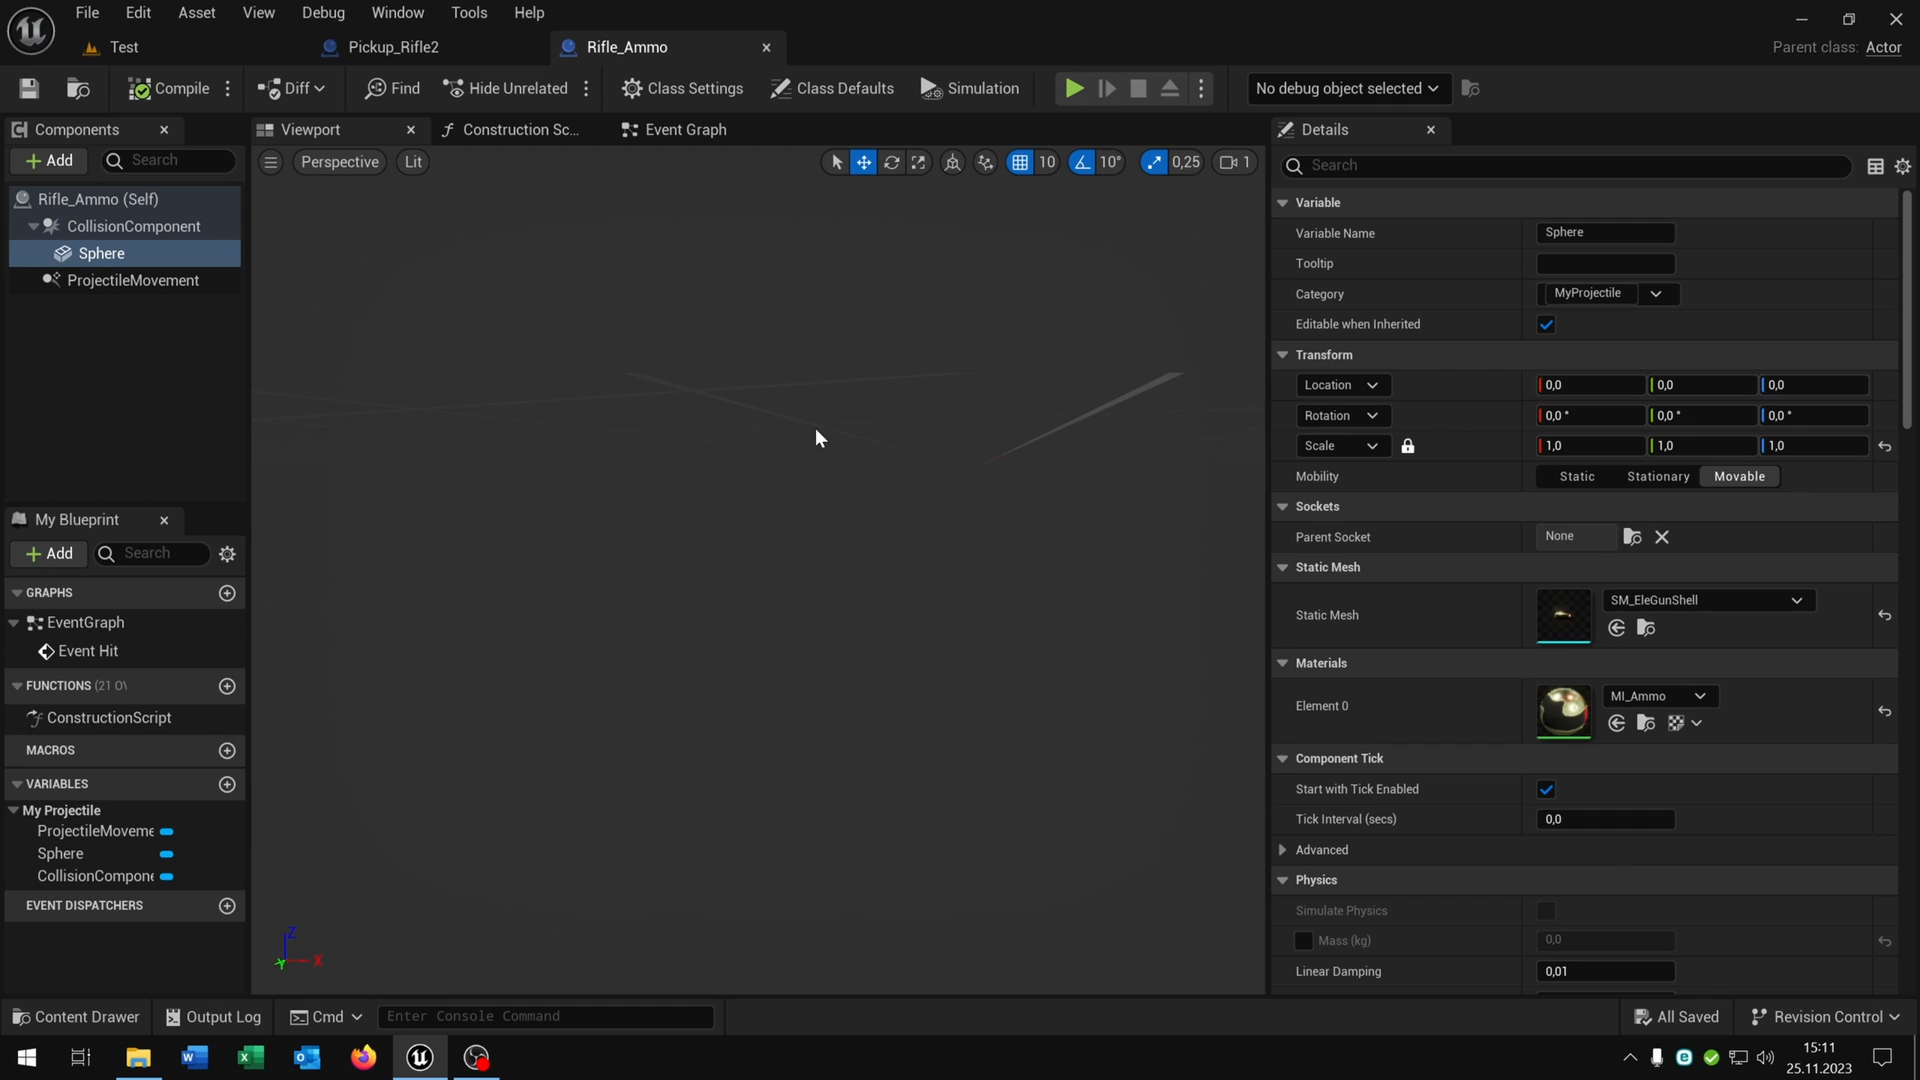 File Edit Asset View Debug Window Tools Help
Test Pickup_Rifle2 Rifle_Ammo Parent class: Actor
Compile Diff Find Hide Unrelated Class Settings Class Defaults Simulation No debug object selected
Components
Add Search
Rifle_Ammo (Self)
CollisionComponent
Sphere
ProjectileMovement
My Blueprint
Add Search
GRAPHS
EventGraph
Event Hit
FUNCTIONS (21 O\
ConstructionScript
MACROS
VARIABLES
My Projectile
ProjectileMoveme
Sphere
CollisionCompone
EVENT DISPATCHERS
Viewport Construction Sc... Event Graph
Perspective Lit 10 10° 0,25 1
Z
Y X
Details
Search
Variable
Variable Name Sphere
Tooltip
Category MyProjectile
Editable when Inherited
Transform
Location 0,0 0,0 0,0
Rotation 0,0 ° 0,0 ° 0,0 °
Scale 1,0 1,0 1,0
Mobility Static Stationary Movable
Sockets
Parent Socket None
Static Mesh
Static Mesh SM_EleGunShell
Materials
Element 0 MI_Ammo
Component Tick
Start with Tick Enabled
Tick Interval (secs) 0,0
Advanced
Physics
Simulate Physics
Mass (kg) 0,0
Linear Damping 0,01
Content Drawer Output Log Cmd Enter Console Command All Saved Revision Control
15:11
25.11.2023